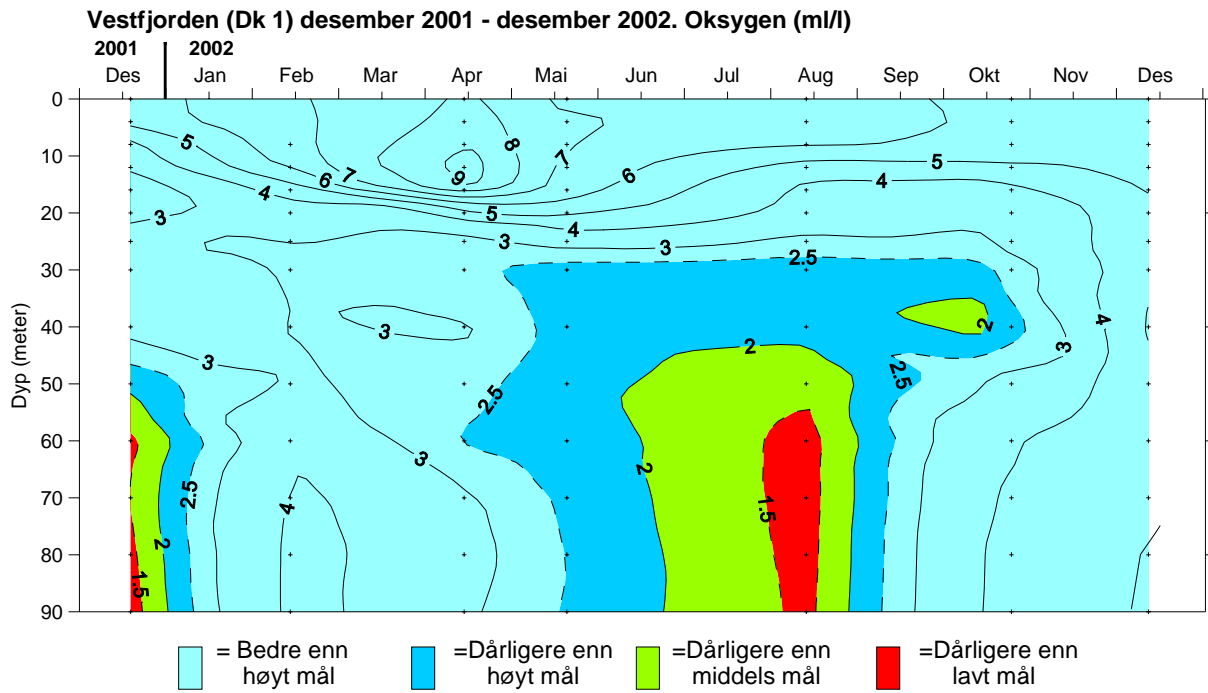 Vestfjorden (Dk 1) desember 2001 - desember 2002. Oksygen (ml/l)
2001 2002
Des Jan Feb Mar Apr Mai Jun Jul Aug Sep Okt Nov Des
Dyp (meter)
0
10
20
30
40
50
60
70
80
90
5 6 7 9 8 7 6 5
4 5 4 4
3 3 3
2.5
3 2 4
3 3
2 2.5
2.5
3
2
2.5 4 1.5
2
1.5
= Bedre enn
høyt mål
=Dårligere enn
høyt mål
=Dårligere enn
middels mål
=Dårligere enn
lavt mål